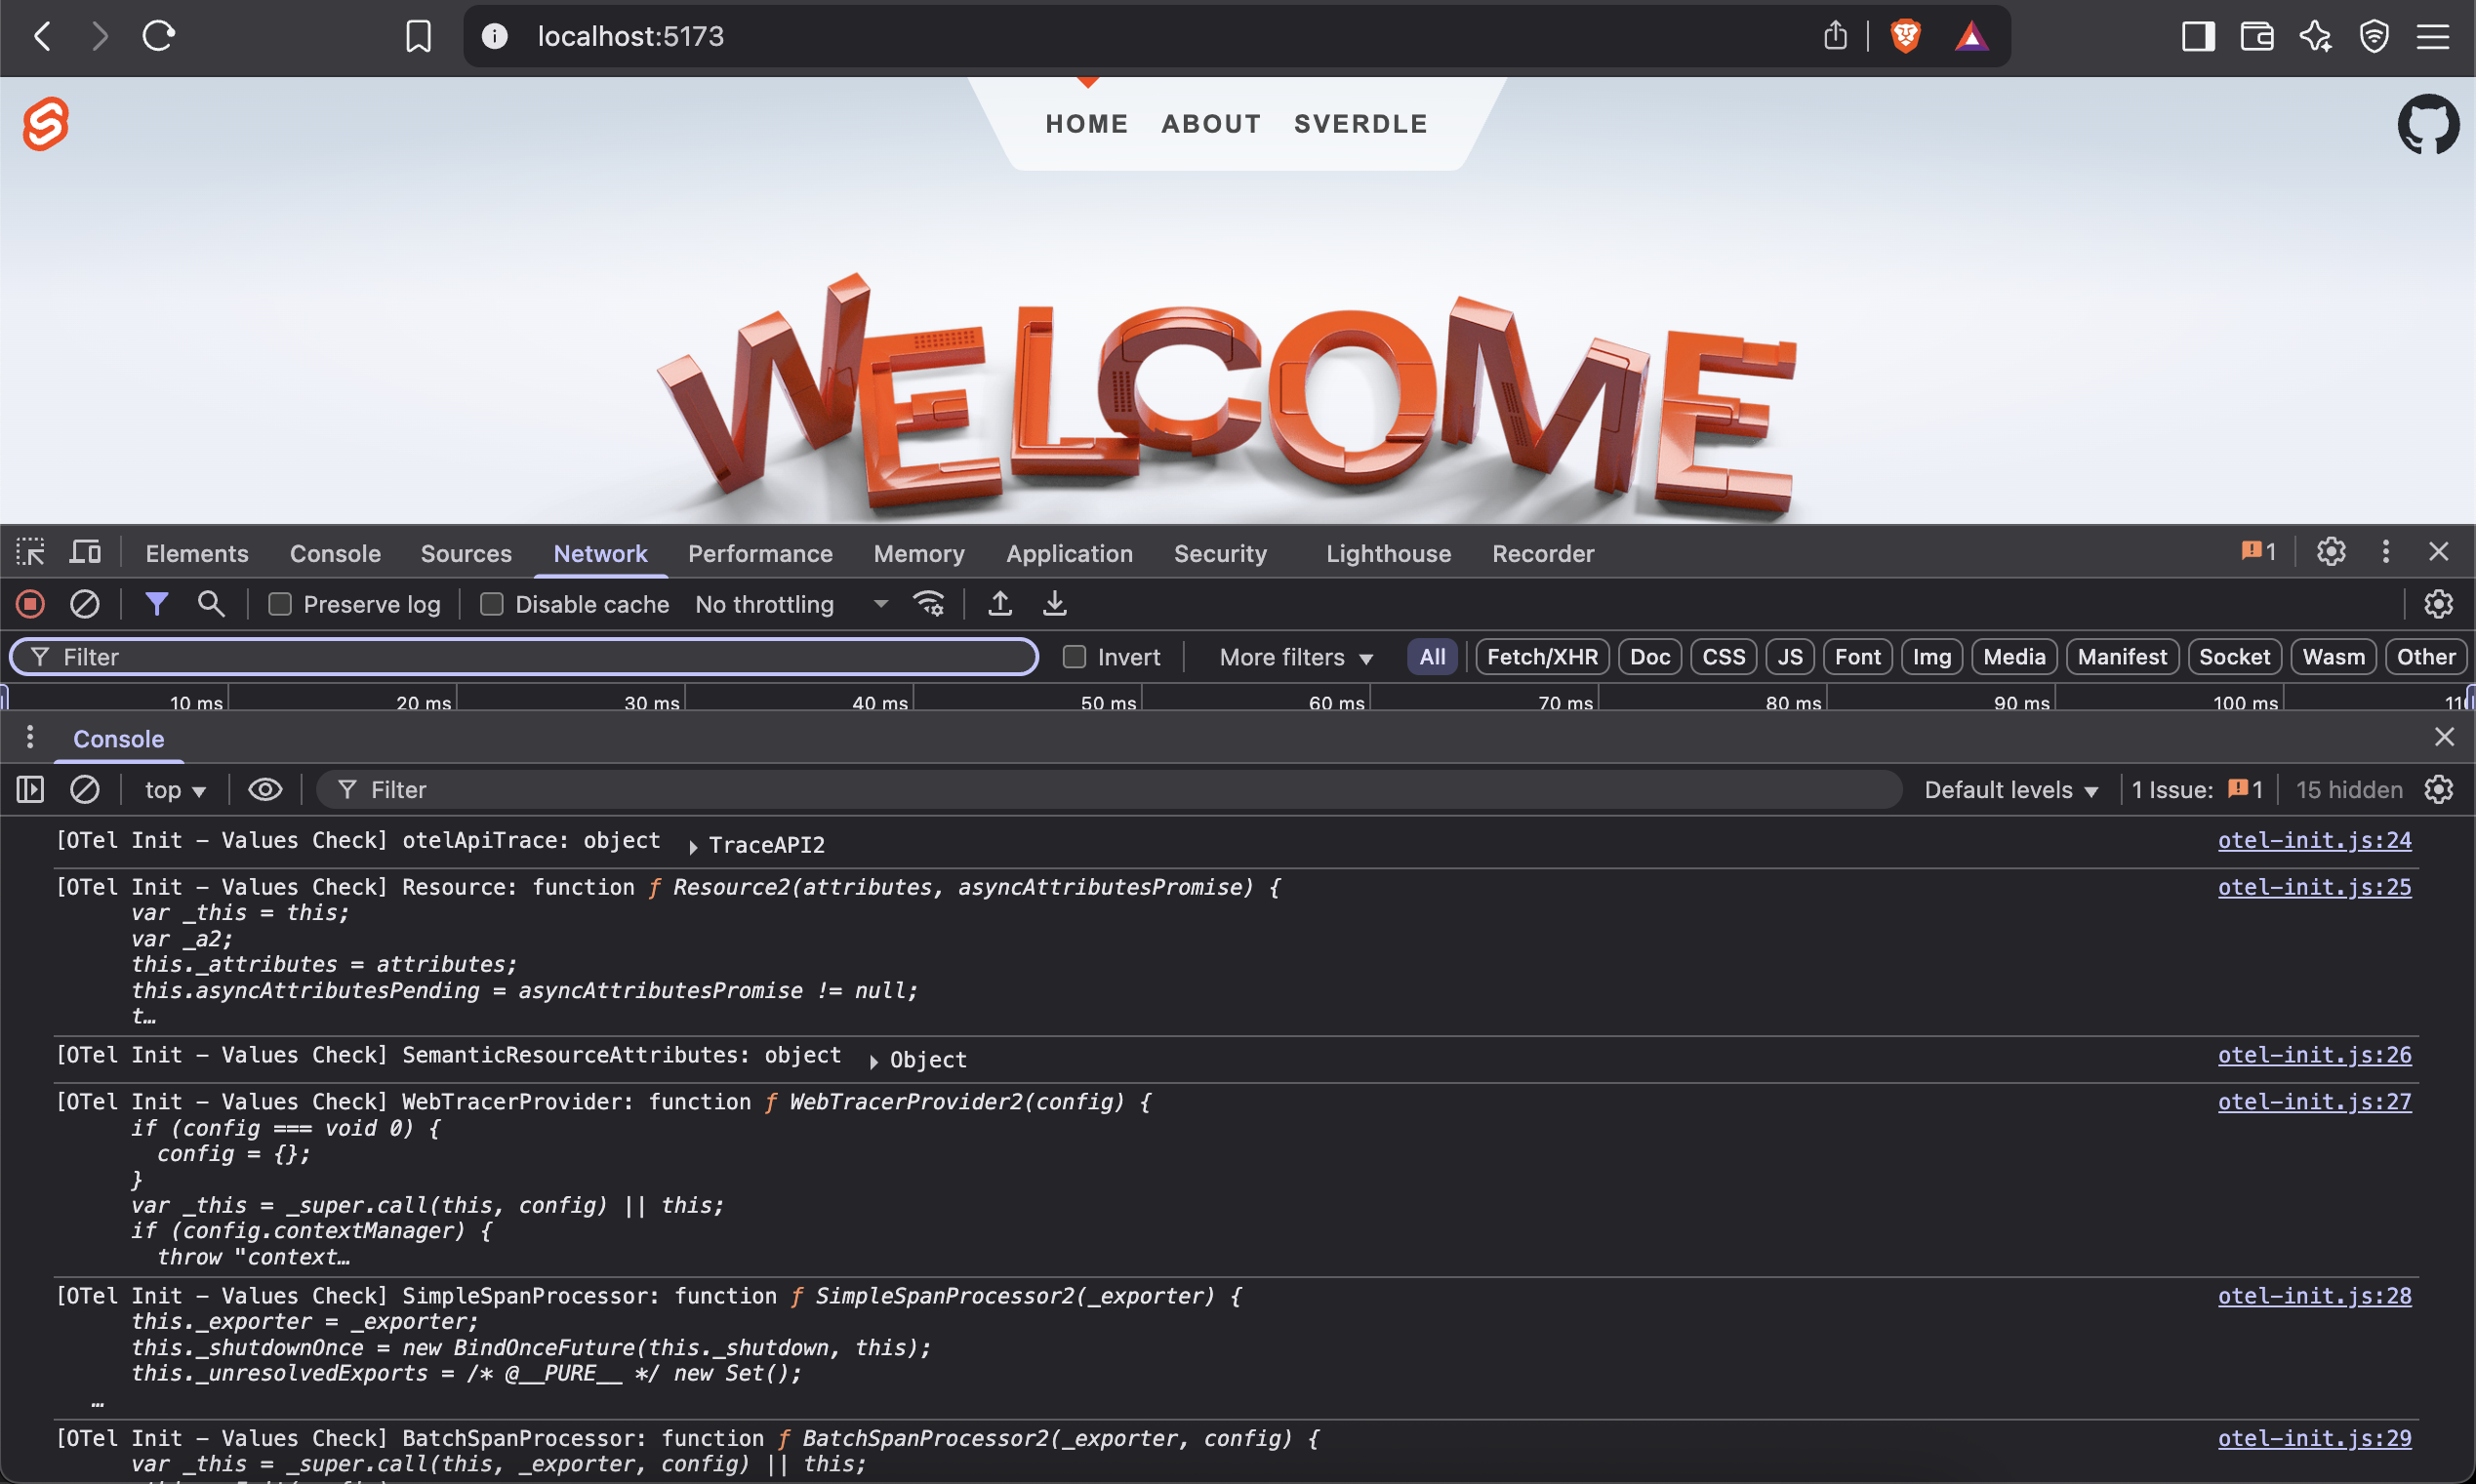 localhost:5173
HOME ABOUT SVERDLE
WELCOME
Elements Console Sources Network Performance Memory Application Security Lighthouse Recorder 1
Preserve log Disable cache No throttling
Filter Invert More filters All Fetch/XHR Doc CSS JS Font Img Media Manifest Socket Wasm Other
10 ms 20 ms 30 ms 40 ms 50 ms 60 ms 70 ms 80 ms 90 ms 100 ms
Console
top Filter Default levels 1 Issue: 1 15 hidden
[OTel Init – Values Check] otelApiTrace: object TraceAPI2 otel-init.js:24
[OTel Init – Values Check] Resource: function ƒ Resource2(attributes, asyncAttributesPromise) { otel-init.js:25
var _this = this;
var _a2;
this._attributes = attributes;
this.asyncAttributesPending = asyncAttributesPromise != null;
t…
[OTel Init – Values Check] SemanticResourceAttributes: object Object otel-init.js:26
[OTel Init – Values Check] WebTracerProvider: function ƒ WebTracerProvider2(config) { otel-init.js:27
if (config === void 0) {
config = {};
}
var _this = _super.call(this, config) || this;
if (config.contextManager) {
throw "context…
[OTel Init – Values Check] SimpleSpanProcessor: function ƒ SimpleSpanProcessor2(_exporter) { otel-init.js:28
this._exporter = _exporter;
this._shutdownOnce = new BindOnceFuture(this._shutdown, this);
this._unresolvedExports = /* @__PURE__ */ new Set();
…
[OTel Init – Values Check] BatchSpanProcessor: function ƒ BatchSpanProcessor2(_exporter, config) { otel-init.js:29
var _this = _super.call(this, _exporter, config) || this;